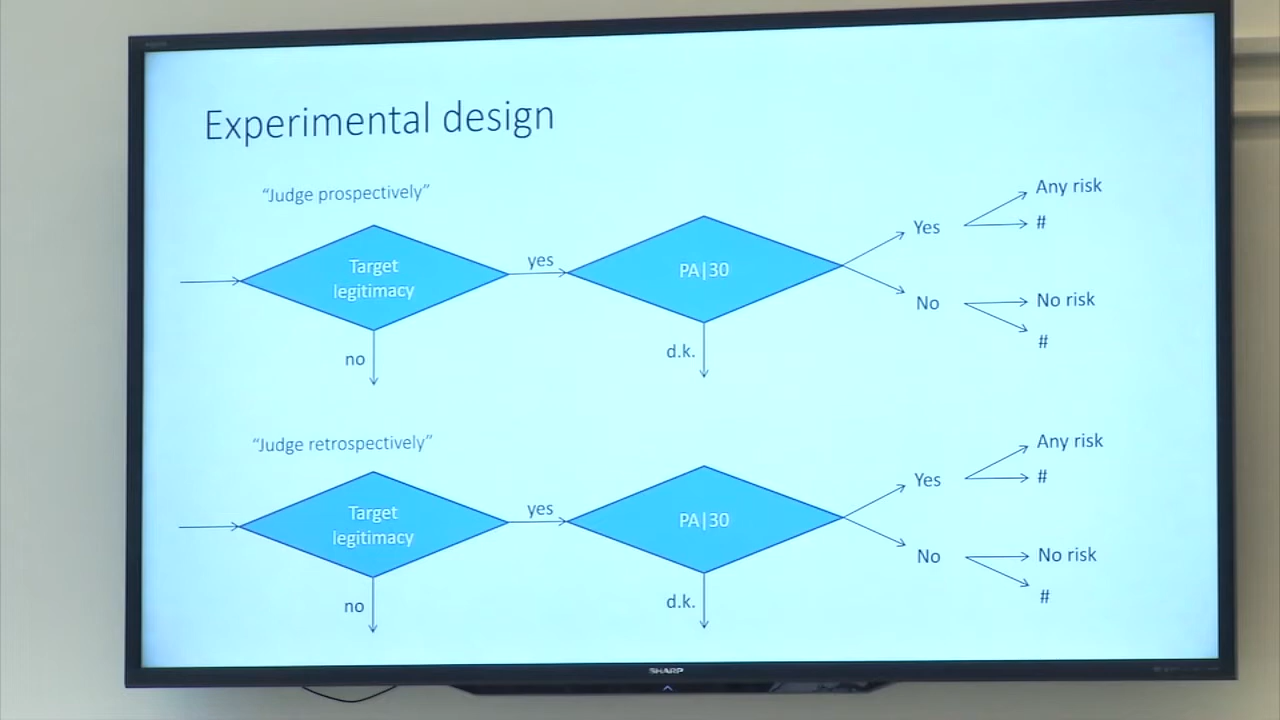 Experimental design
“Judge prospectively”
Target
legitimacy
yes
no
PA|30
d.k.
Yes
Any risk
#
No
No risk
#
“Judge retrospectively”
Target
legitimacy
yes
no
PA|30
d.k.
Yes
Any risk
#
No
No risk
#
SHARP